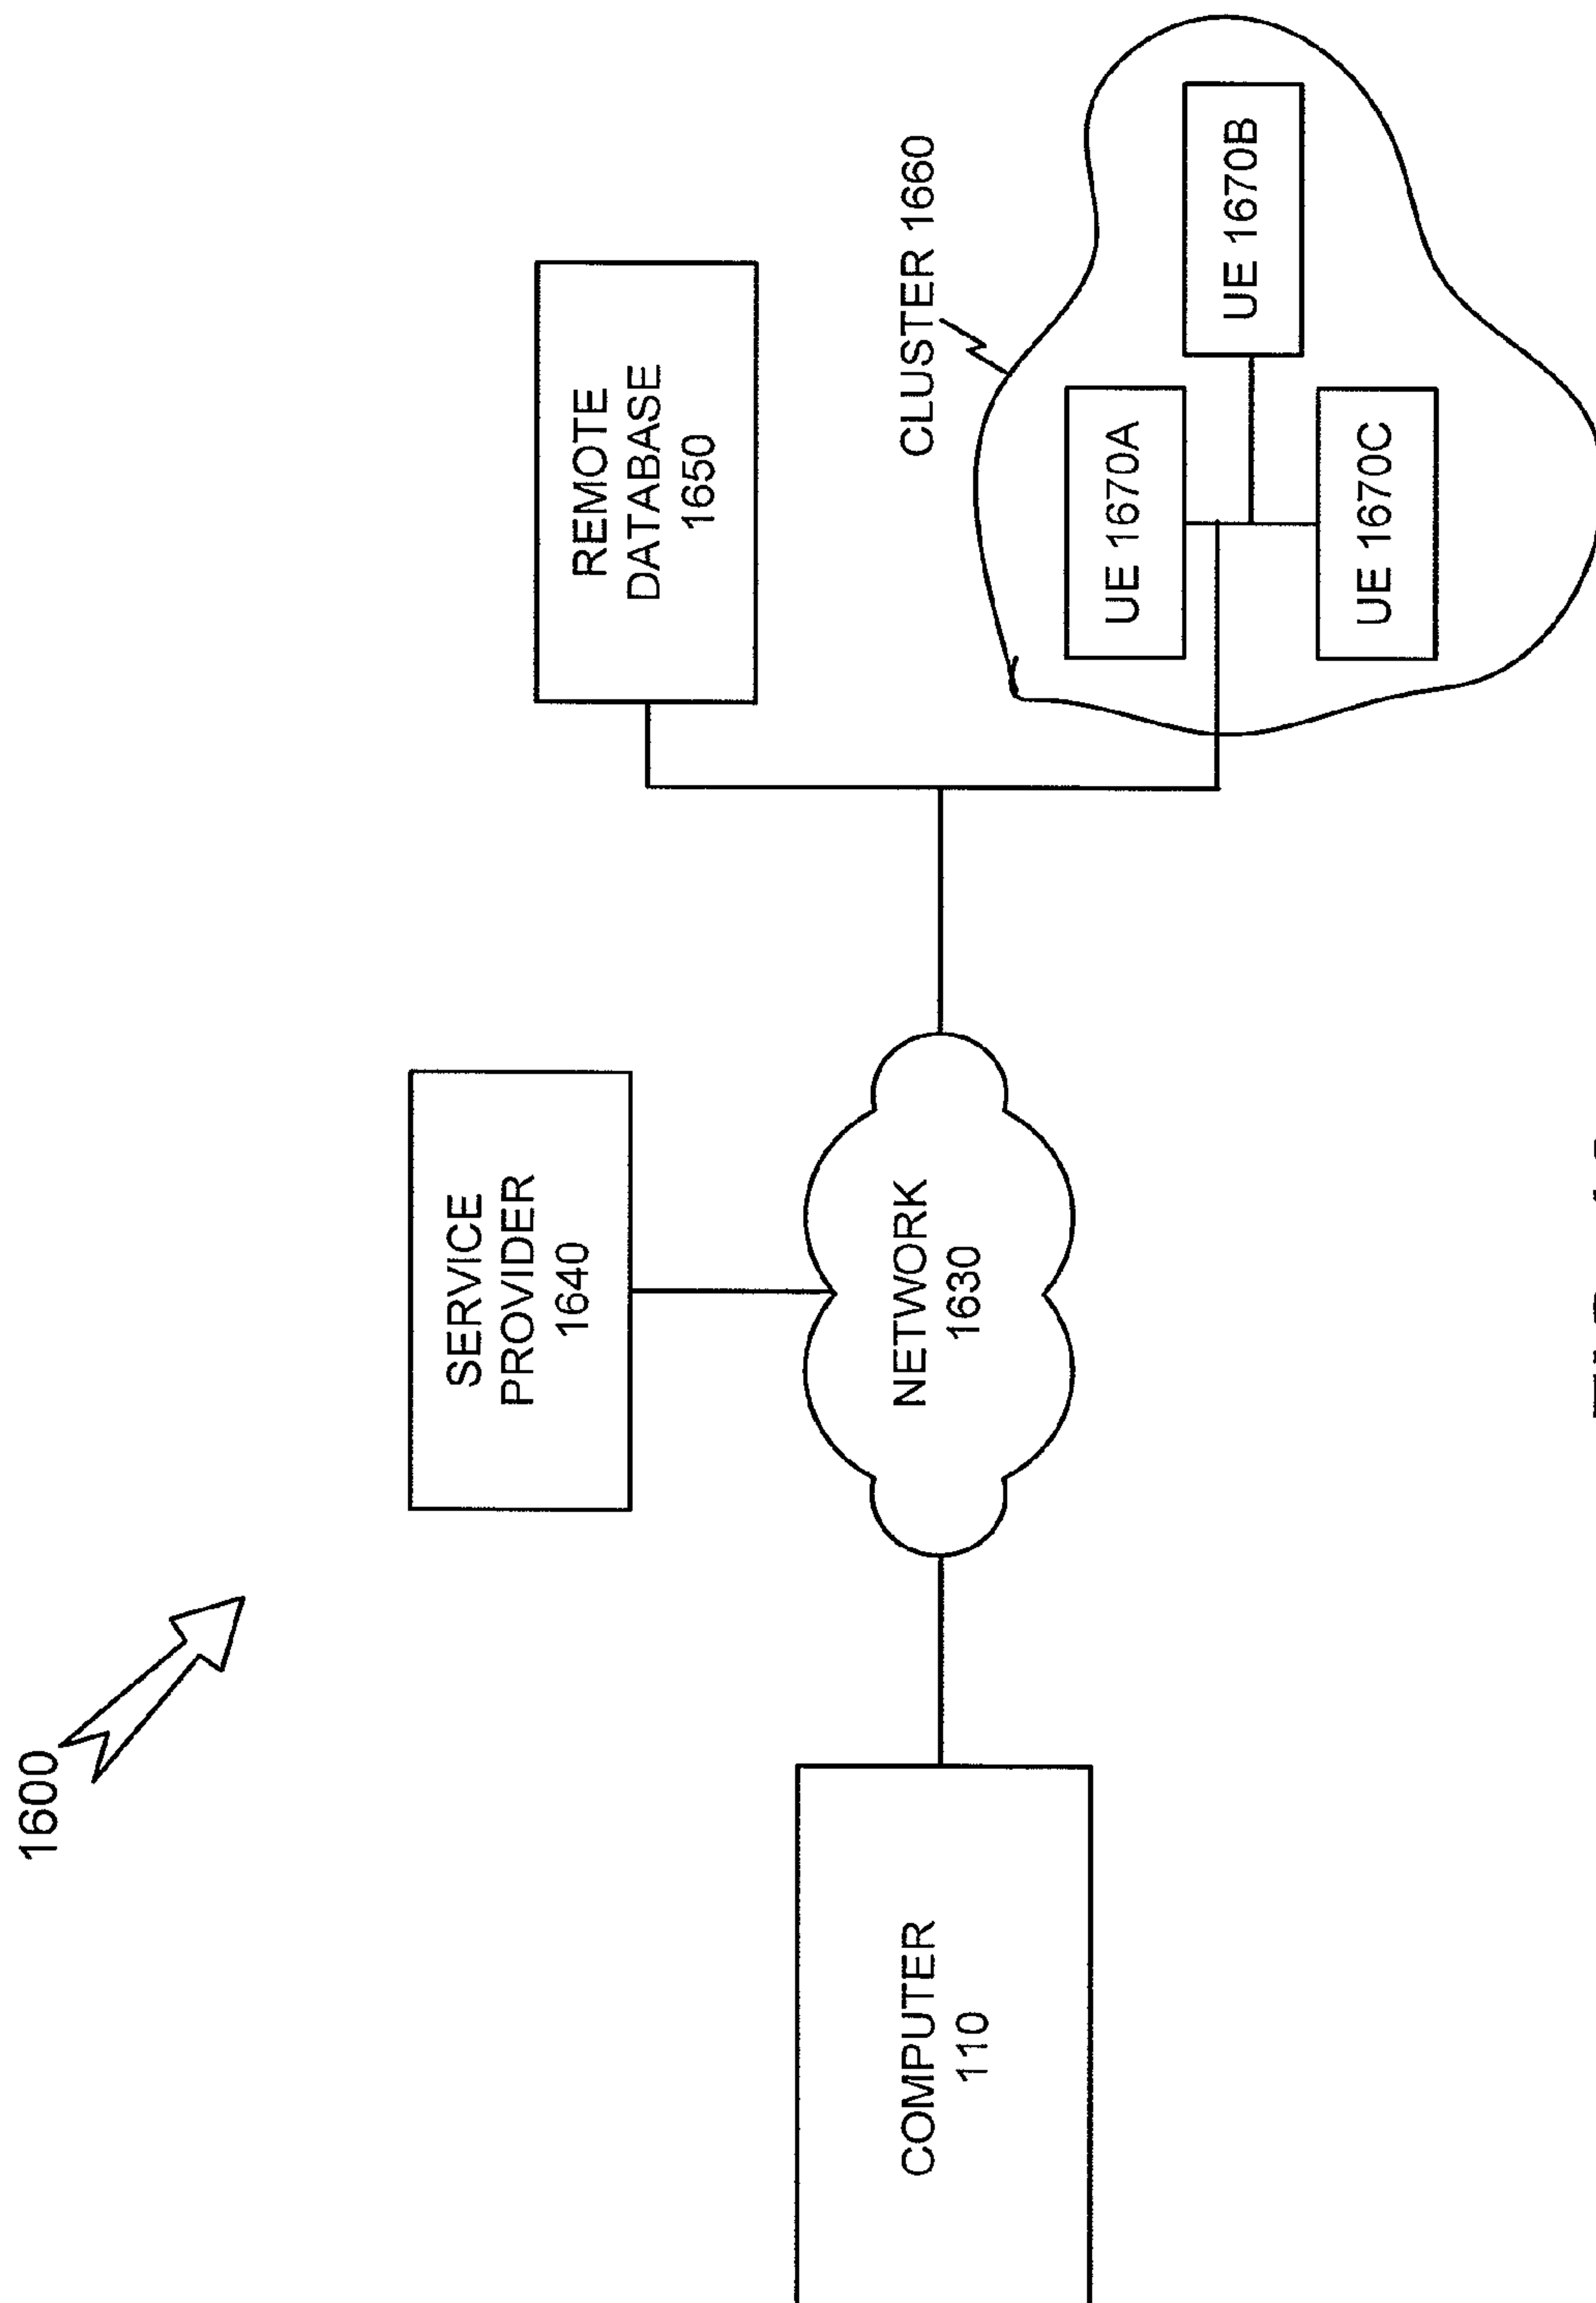 1600
SERVICE
PROVIDER
1640
REMOTE
DATABASE
1650
COMPUTER
110
NETWORK
1630
CLUSTER 1660
UE 1670A
UE 1670B
UE 1670C